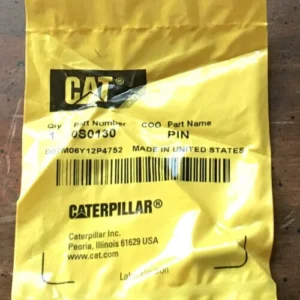 CAT®
Qty Part Number COO Part Name
1 0S0130 PIN
MADE IN UNITED STATES
CATERPILLAR®
Caterpillar Inc.
Peoria, Illinois 61629 USA
www.cat.com